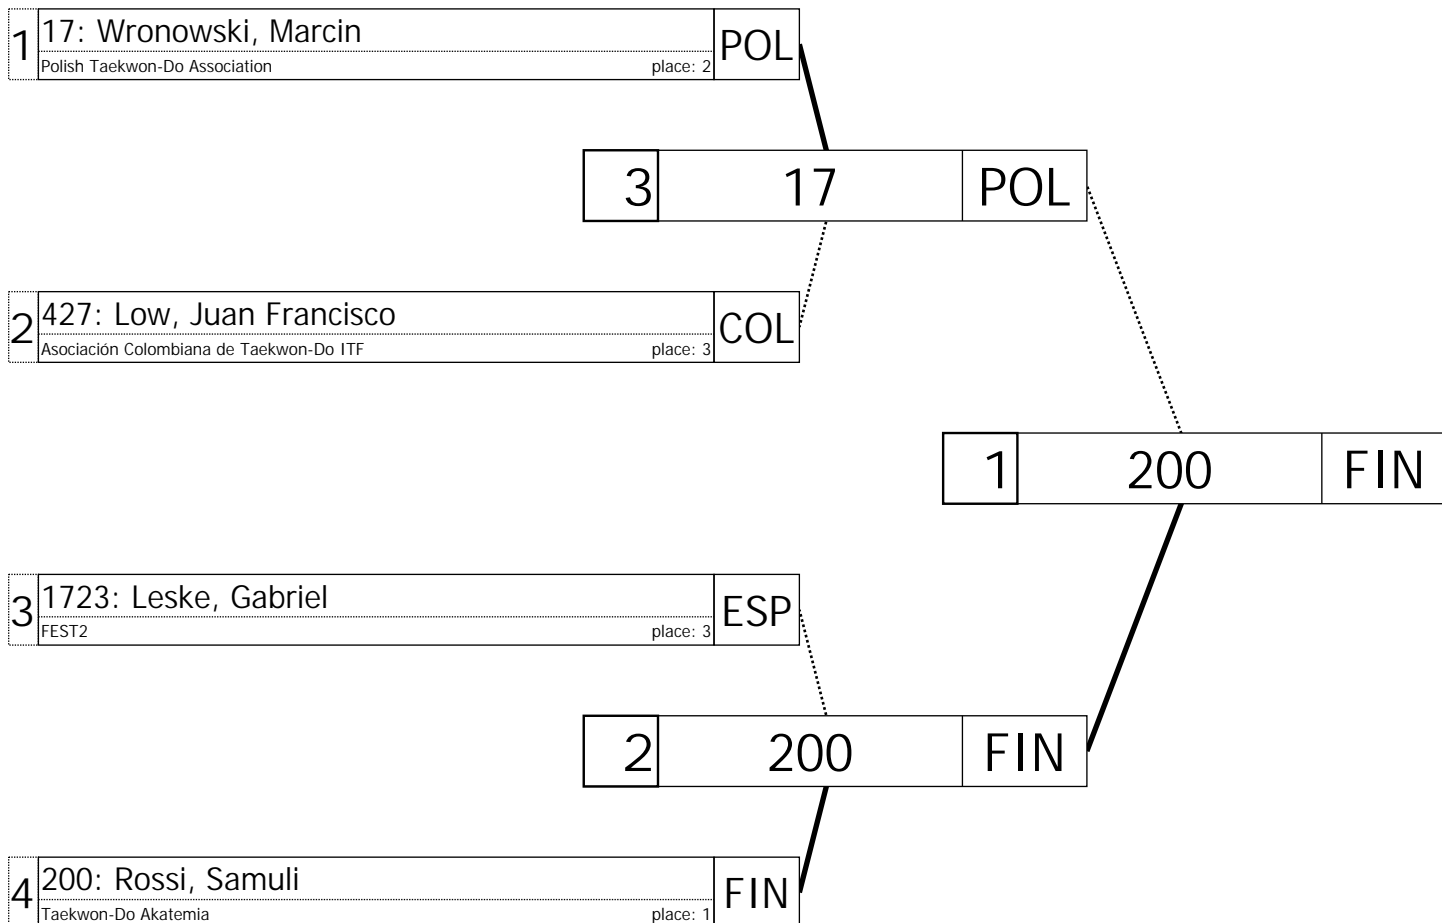 1
17: Wronowski, Marcin
Polish Taekwon-Do Association place: 2
POL
3 17 POL
2
427: Low, Juan Francisco
Asociación Colombiana de Taekwon-Do ITF place: 3
COL
1 200 FIN
3
1723: Leske, Gabriel
FEST2 place: 3
ESP
2 200 FIN
4
200: Rossi, Samuli
Taekwon-Do Akatemia place: 1
FIN